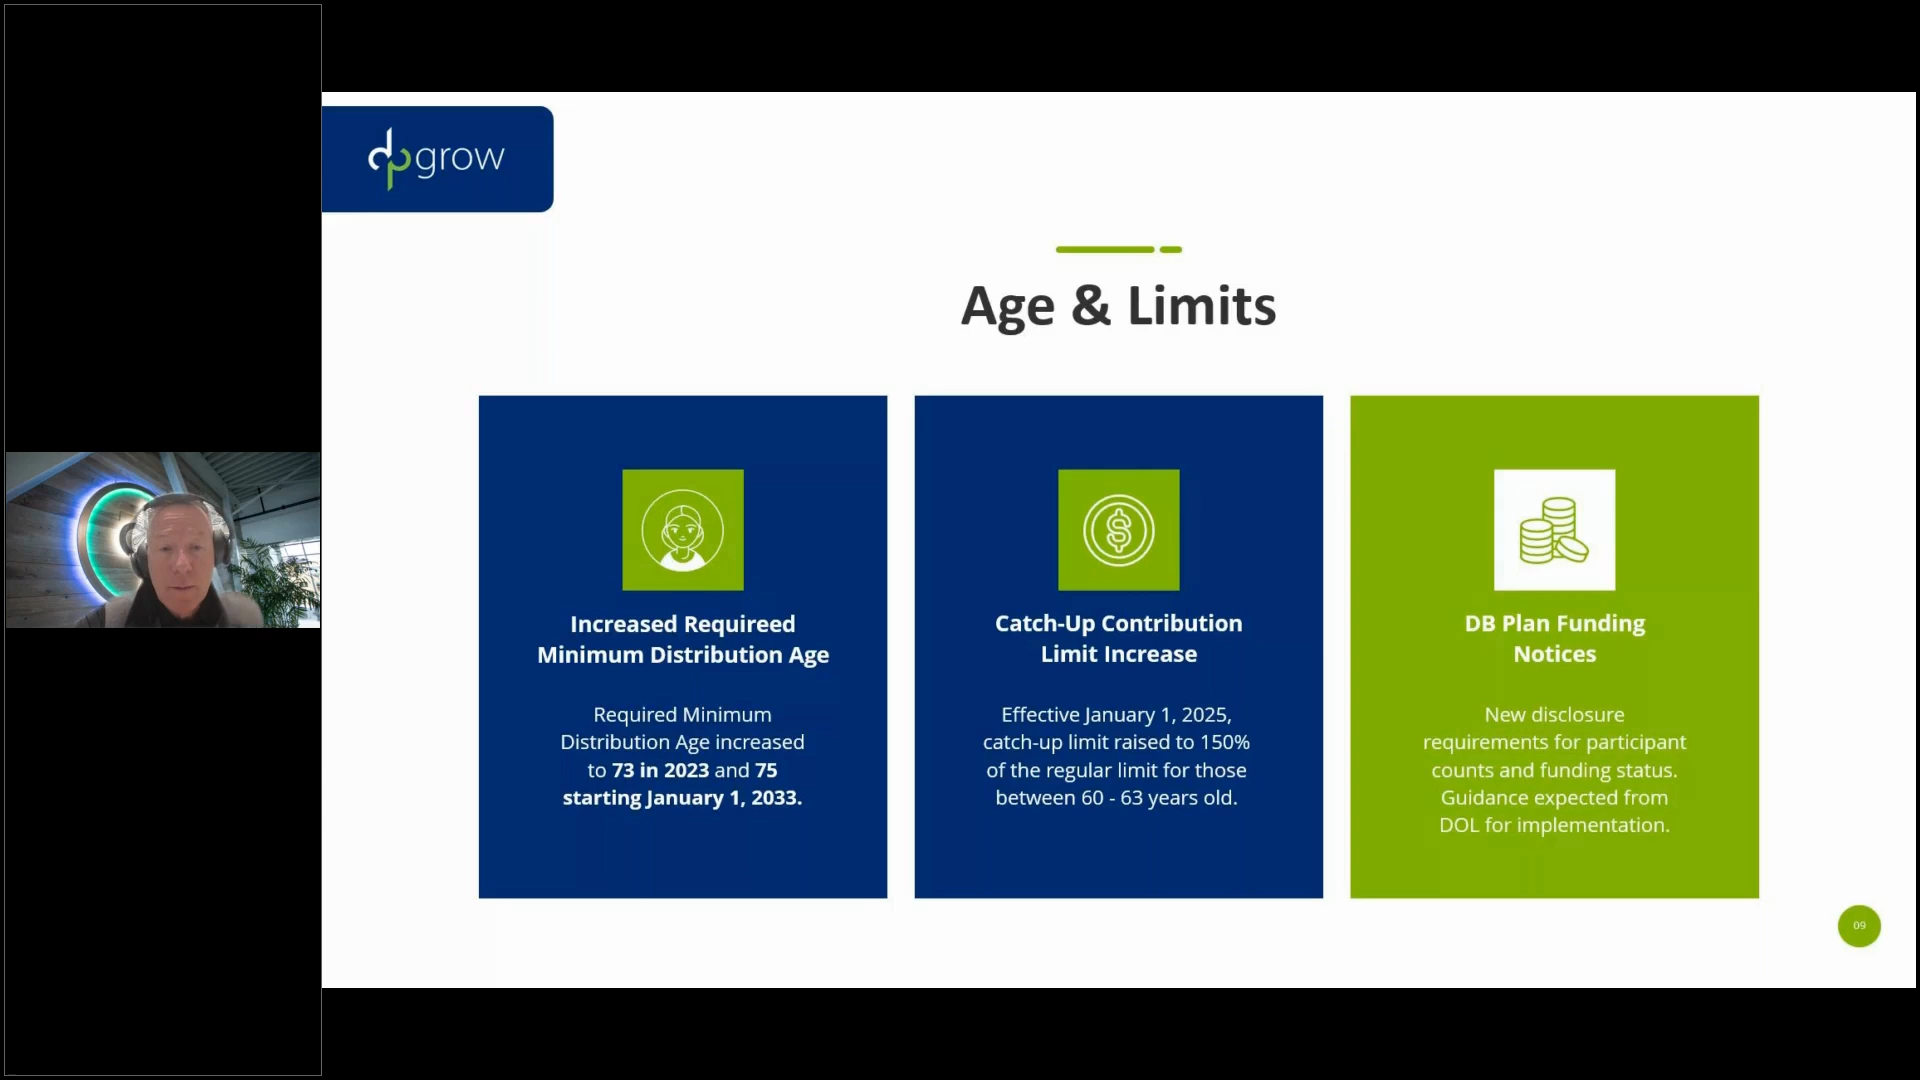 dpgrow
Age & Limits
Increased Requireed
Minimum Distribution Age
Required Minimum
Distribution Age increased
to 73 in 2023 and 75
starting January 1, 2033.
Catch-Up Contribution
Limit Increase
Effective January 1, 2025,
catch-up limit raised to 150%
of the regular limit for those
between 60 - 63 years old.
DB Plan Funding
Notices
New disclosure
requirements for participant
counts and funding status.
Guidance expected from
DOL for implementation.
09